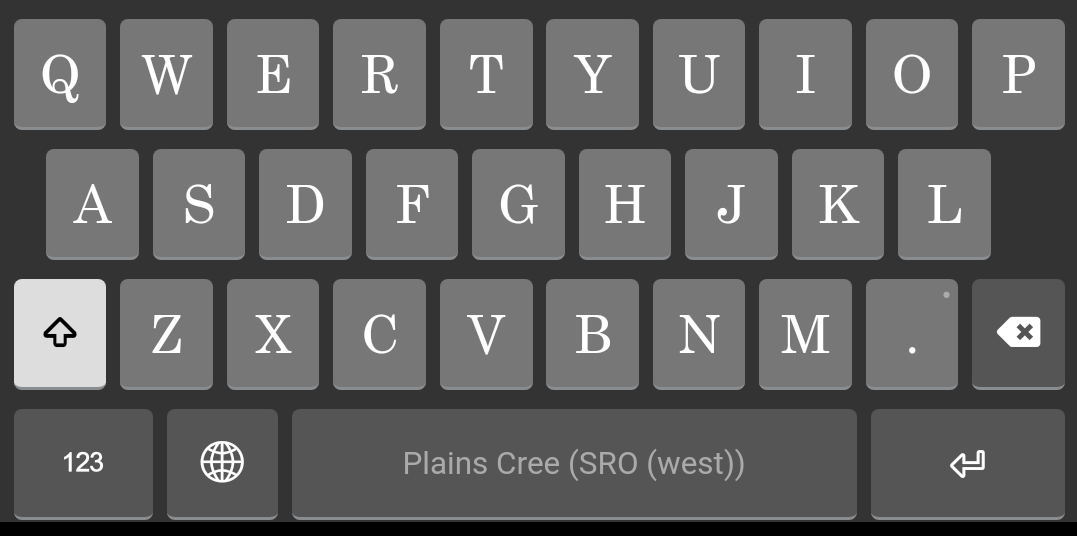 Q W E R T Y U I O P
A S D F G H J K L
Z X C V B N M .
123 Plains Cree (SRO (west))